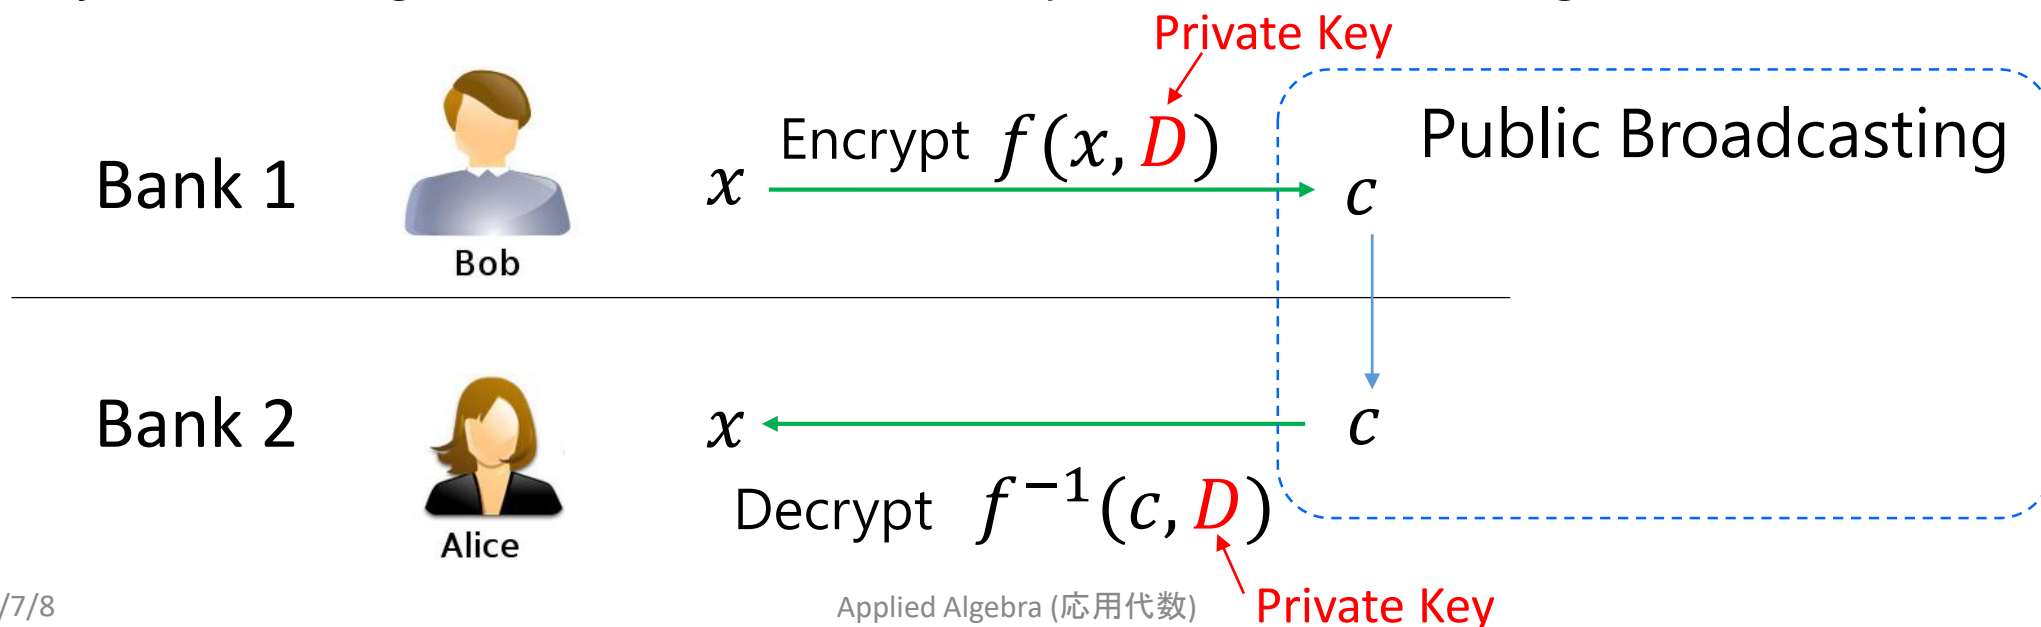 Private Key
Encrypt f(x, D)
Public Broadcasting
Bank 1
x
c
Bob
Bank 2
x
c
Decrypt f⁻¹(c, D)
Alice
/7/8
Applied Algebra (応用代数)
Private Key